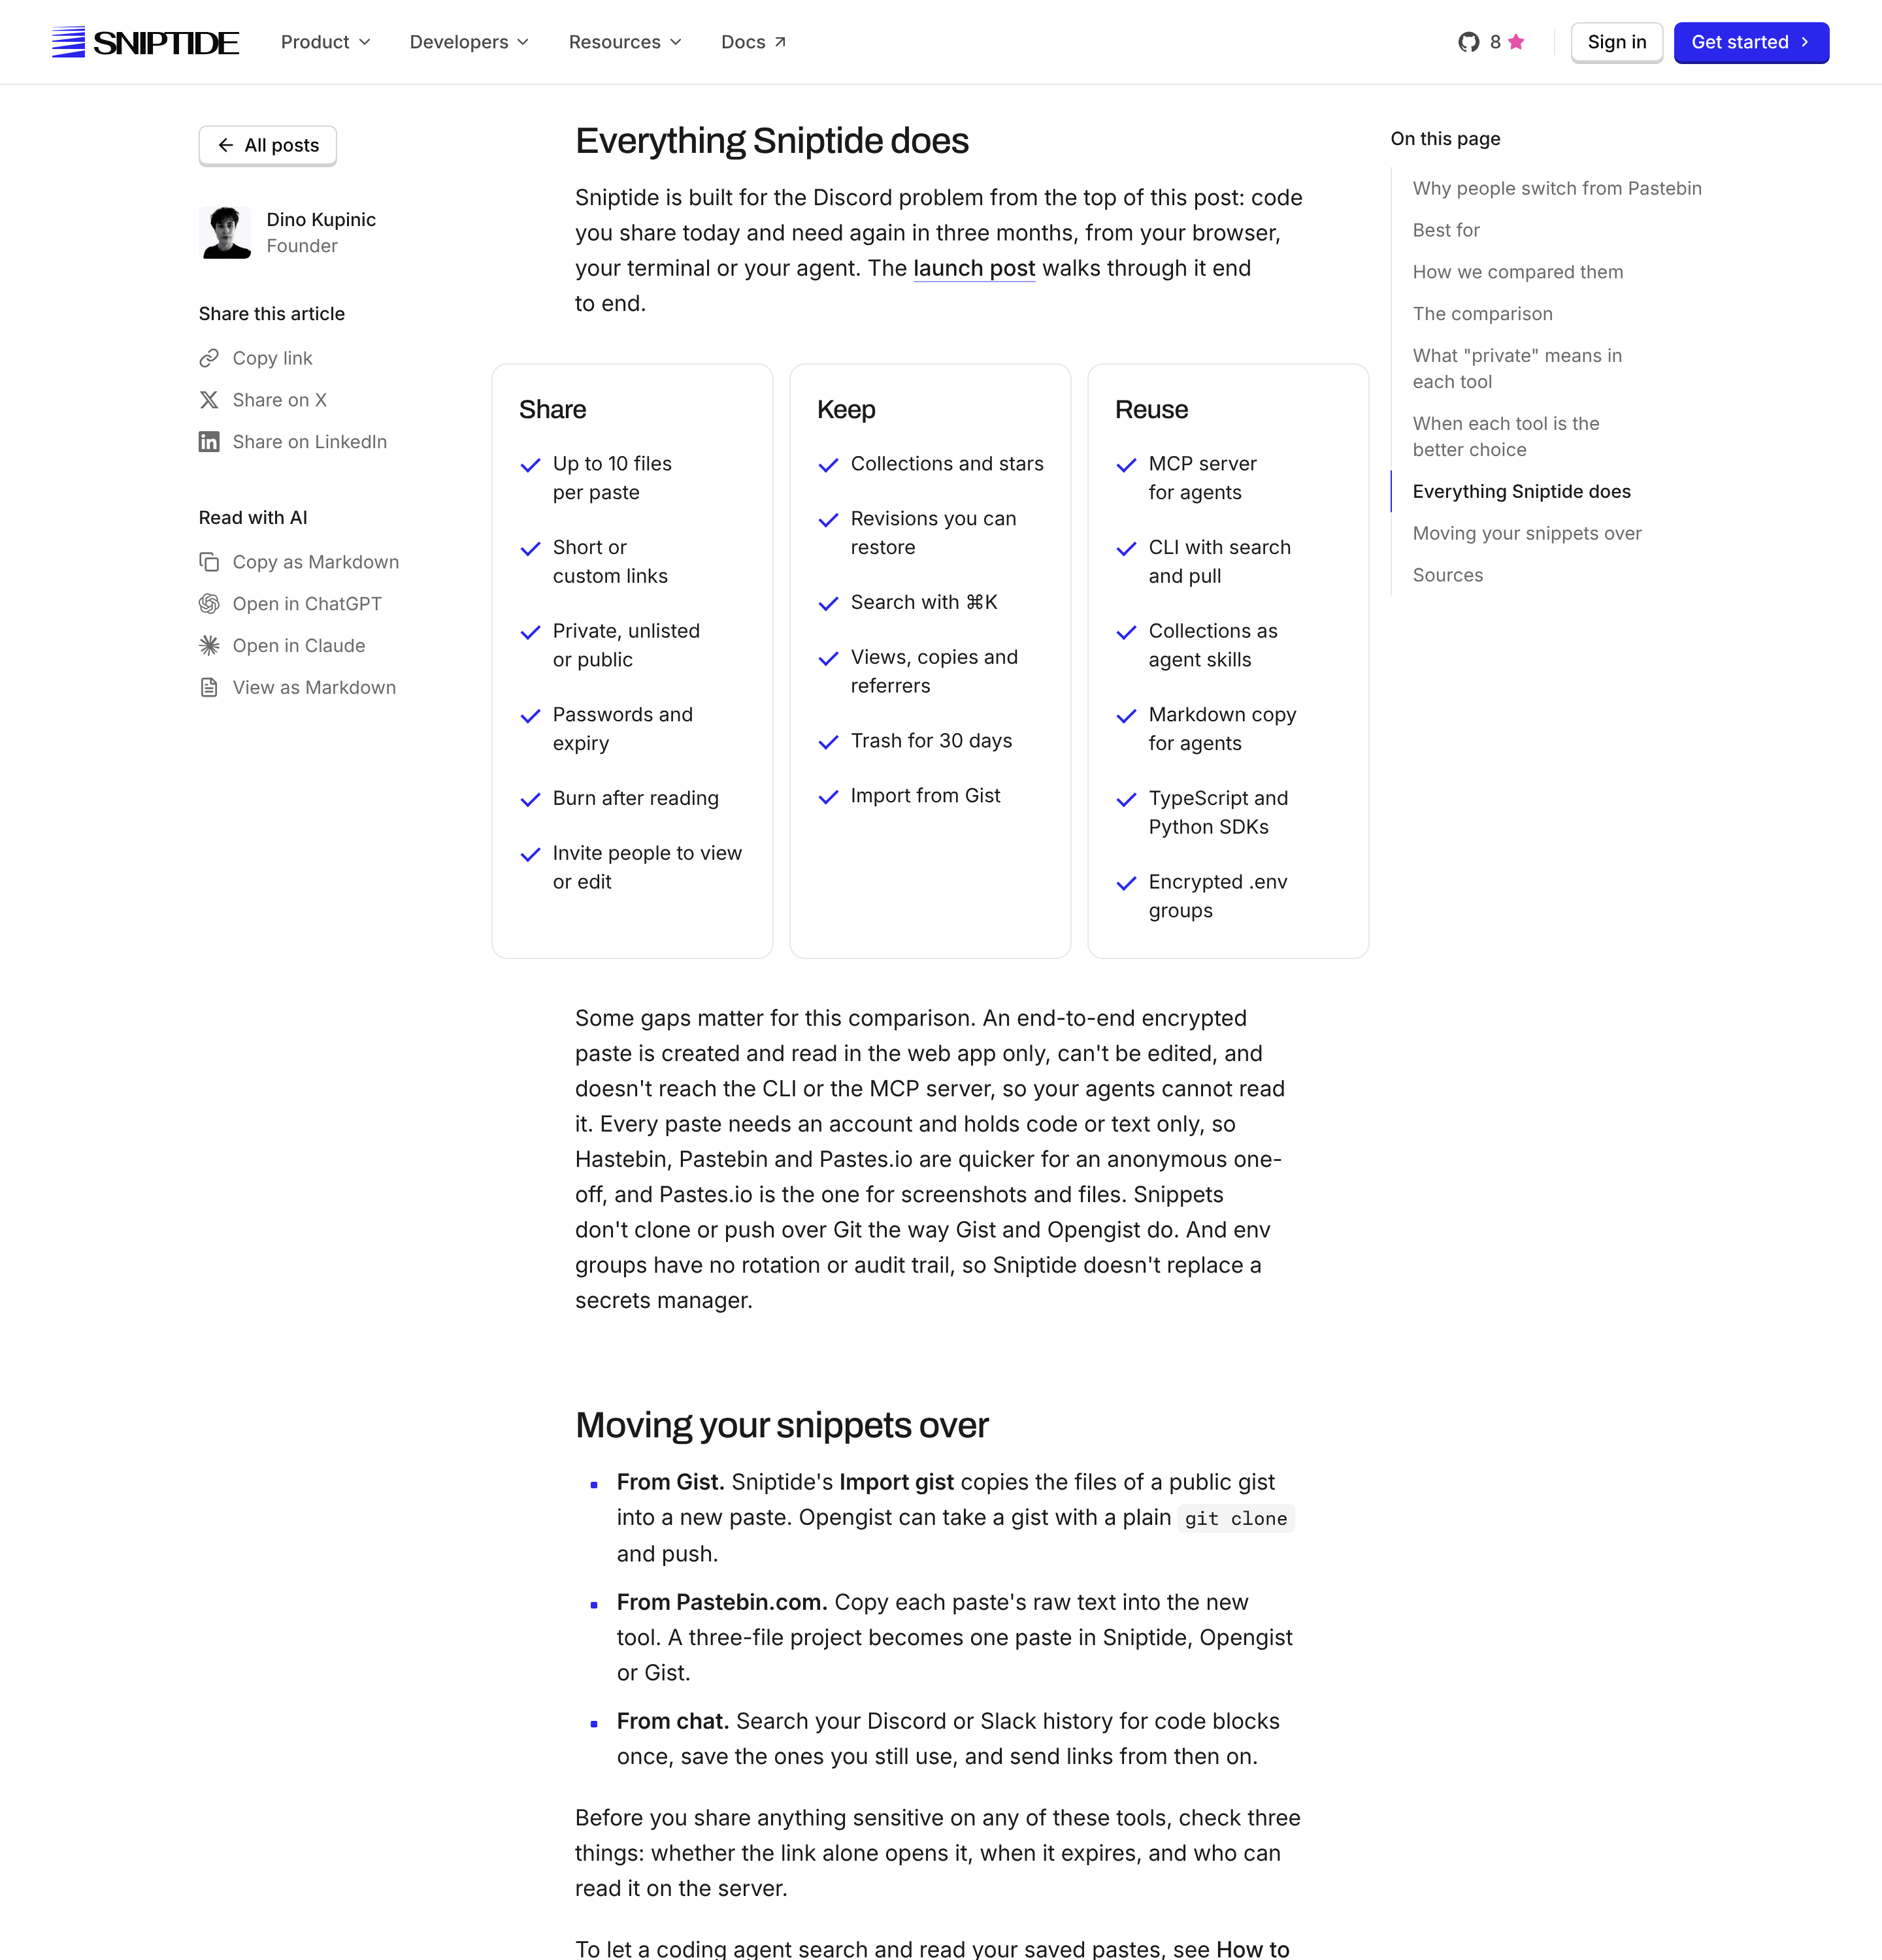 SNIPTIDE
Product
Developers
Resources
Docs
8
Sign in
Get started
All posts
Dino Kupinic
Founder
Share this article
Copy link
Share on X
Share on LinkedIn
Read with AI
Copy as Markdown
Open in ChatGPT
Open in Claude
View as Markdown
Everything Sniptide does
Sniptide is built for the Discord problem from the top of this post: code
you share today and need again in three months, from your browser,
your terminal or your agent. The launch post walks through it end
to end.
Share
Up to 10 files
per paste
Short or
custom links
Private, unlisted
or public
Passwords and
expiry
Burn after reading
Invite people to view
or edit
Keep
Collections and stars
Revisions you can
restore
Search with ⌘K
Views, copies and
referrers
Trash for 30 days
Import from Gist
Reuse
MCP server
for agents
CLI with search
and pull
Collections as
agent skills
Markdown copy
for agents
TypeScript and
Python SDKs
Encrypted .env
groups
Some gaps matter for this comparison. An end-to-end encrypted
paste is created and read in the web app only, can't be edited, and
doesn't reach the CLI or the MCP server, so your agents cannot read
it. Every paste needs an account and holds code or text only, so
Hastebin, Pastebin and Pastes.io are quicker for an anonymous one-
off, and Pastes.io is the one for screenshots and files. Snippets
don't clone or push over Git the way Gist and Opengist do. And env
groups have no rotation or audit trail, so Sniptide doesn't replace a
secrets manager.
Moving your snippets over
From Gist. Sniptide's Import gist copies the files of a public gist
into a new paste. Opengist can take a gist with a plain git clone
and push.
From Pastebin.com. Copy each paste's raw text into the new
tool. A three-file project becomes one paste in Sniptide, Opengist
or Gist.
From chat. Search your Discord or Slack history for code blocks
once, save the ones you still use, and send links from then on.
Before you share anything sensitive on any of these tools, check three
things: whether the link alone opens it, when it expires, and who can
read it on the server.
To let a coding agent search and read your saved pastes, see How to
On this page
Why people switch from Pastebin
Best for
How we compared them
The comparison
What "private" means in
each tool
When each tool is the
better choice
Everything Sniptide does
Moving your snippets over
Sources